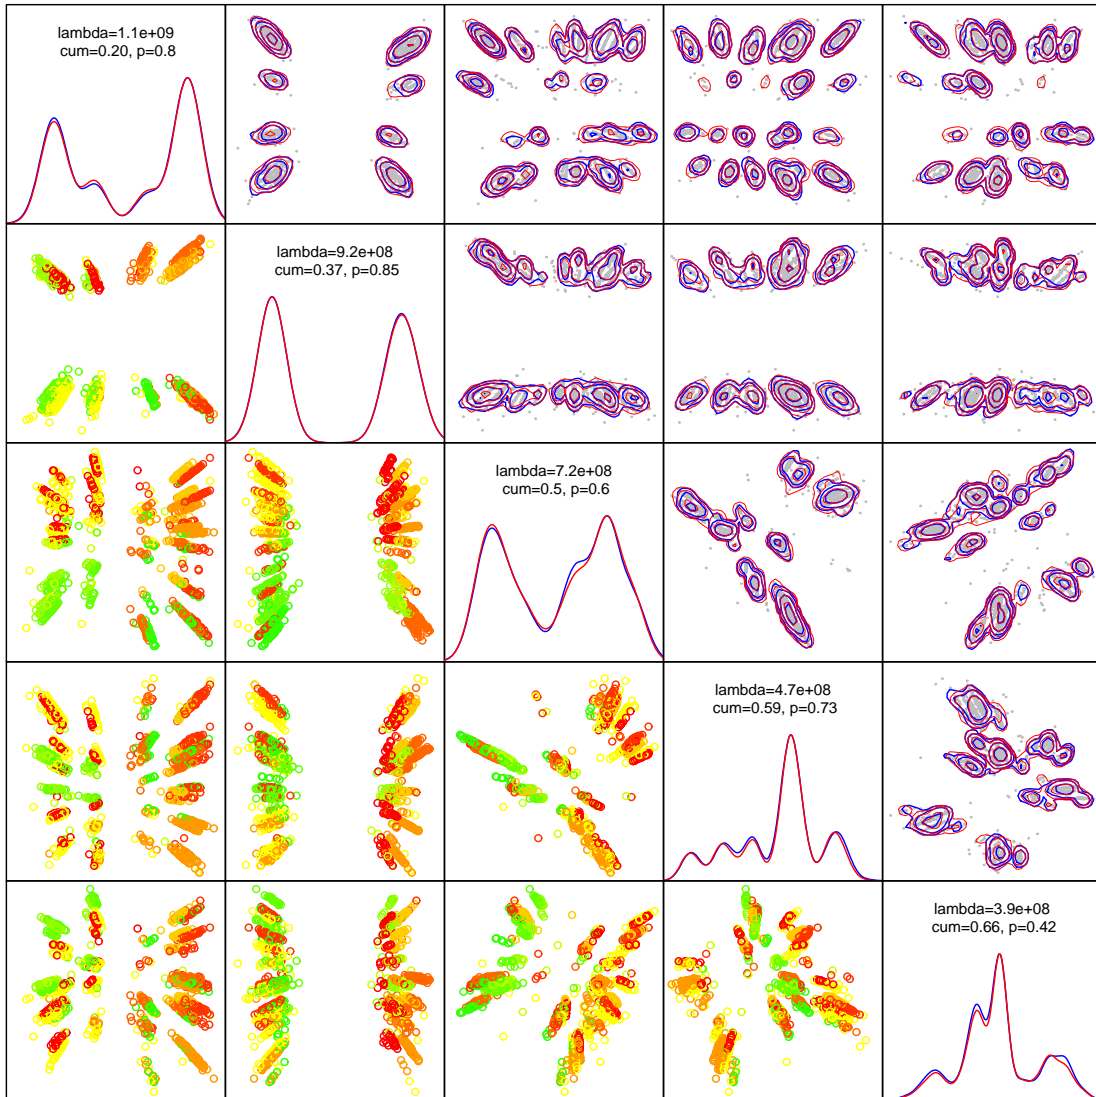 lambda=1.1e+09
cum=0.20, p=0.8
lambda=9.2e+08
cum=0.37, p=0.85
lambda=7.2e+08
cum=0.5, p=0.6
lambda=4.7e+08
cum=0.59, p=0.73
lambda=3.9e+08
cum=0.66, p=0.42